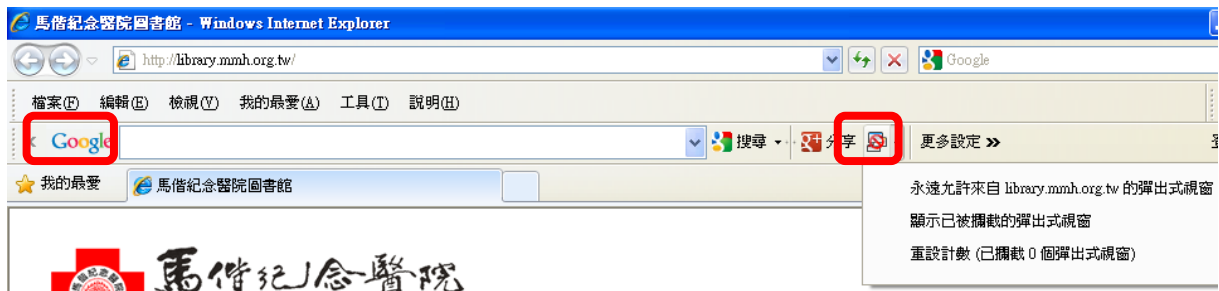 馬偕紀念醫院圖書館 - Windows Internet Explorer
http://library.mmh.org.tw/
Google
檔案(F) 編輯(E) 檢視(V) 我的最愛(A) 工具(T) 說明(H)
Google 搜尋 分享 更多設定 »
我的最愛 馬偕紀念醫院圖書館
永遠允許來自 library.mmh.org.tw 的彈出式視窗
顯示已被攔截的彈出式視窗
重設計數 (已攔截 0 個彈出式視窗)
馬偕紀念醫院